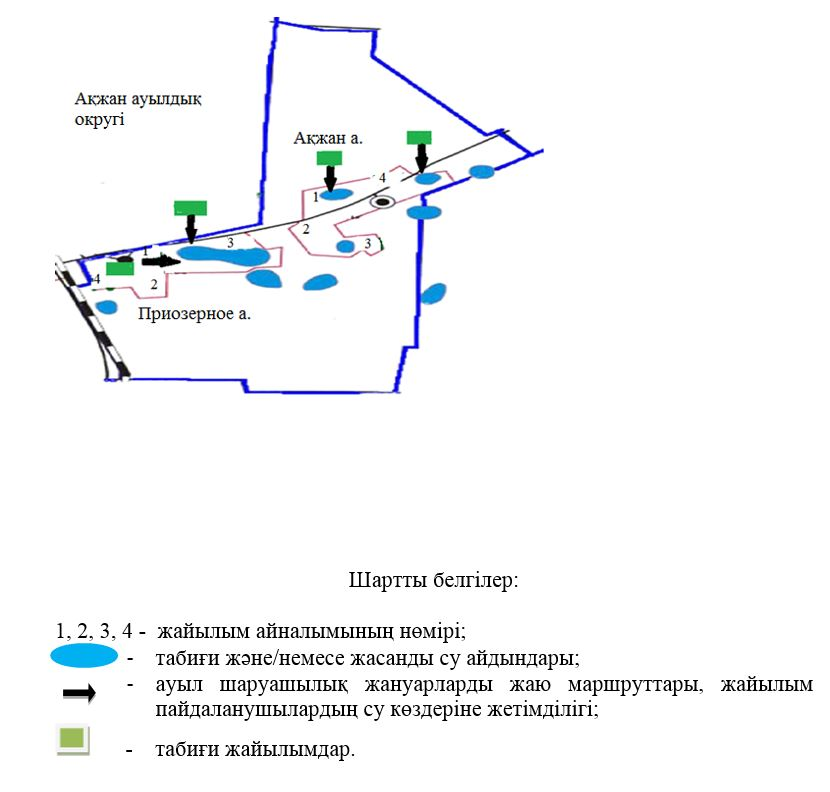 Ақжан ауылдық
округі
Ақжан а.
4
1
2
3
3
1
4
2
Приозерное а.
Шартты белгілер:
1, 2, 3, 4 - жайылым айналымының нөмірі;
- табиғи және/немесе жасанды су айдындары;
- ауыл шаруашылық жануарларды жаю маршруттары, жайылым
пайдаланушылардың су көздеріне жетімділігі;
- табиғи жайылымдар.